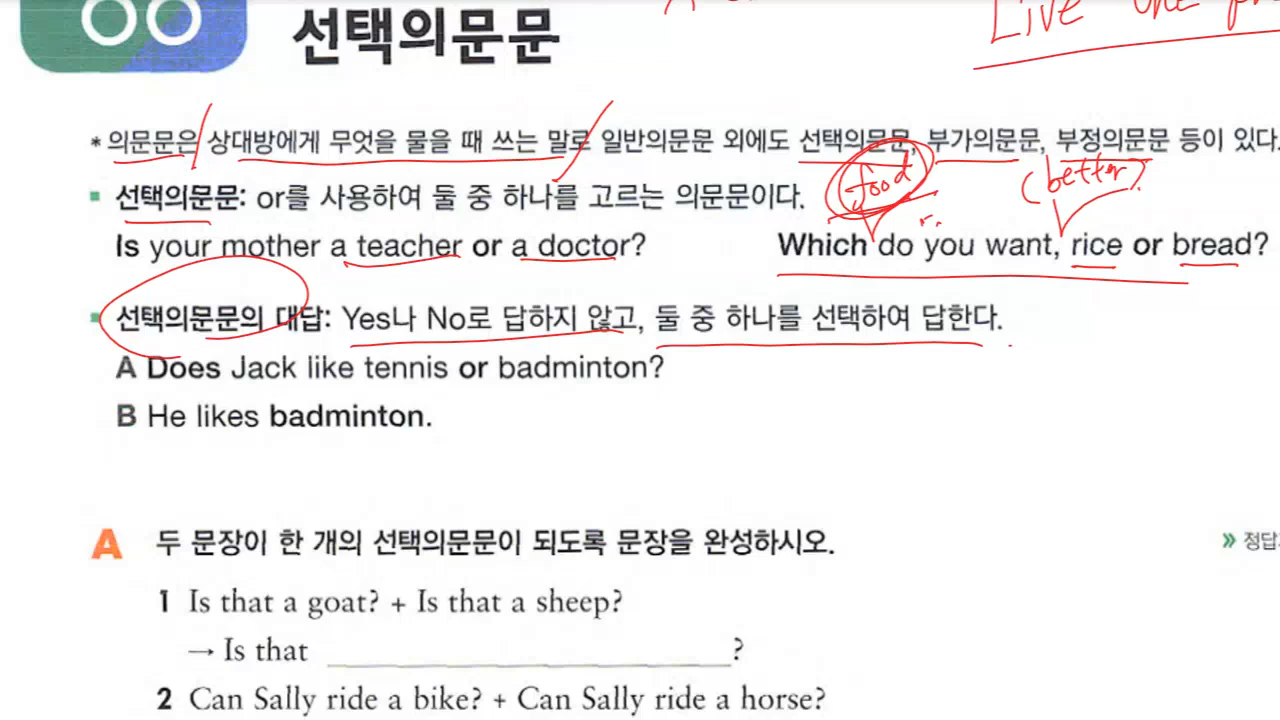 선택의문문
Live the
* 의문문은 상대방에게 무엇을 물을 때 쓰는 말로 일반의문문 외에도 선택의문문, 부가의문문, 부정의문문 등이 있다.
food
(better)
선택의문문: or를 사용하여 둘 중 하나를 고르는 의문문이다.
Is your mother a teacher or a doctor? Which do you want, rice or bread?
선택의문문의 대답: Yes나 No로 답하지 않고, 둘 중 하나를 선택하여 답한다.
A Does Jack like tennis or badminton?
B He likes badminton.
A 두 문장이 한 개의 선택의문문이 되도록 문장을 완성하시오.
» 정답
1 Is that a goat? + Is that a sheep?
→ Is that ?
2 Can Sally ride a bike? + Can Sally ride a horse?